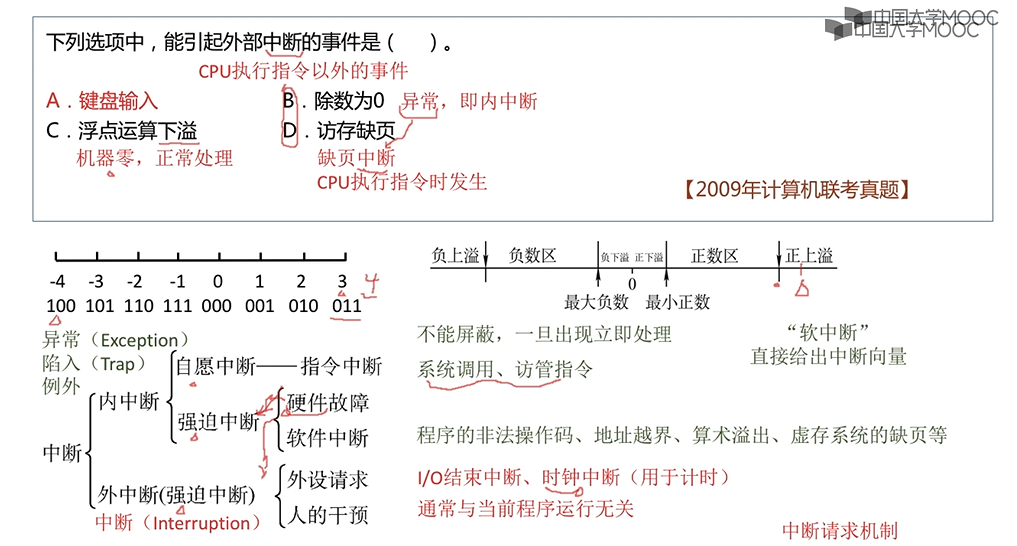 中国大学MOOC
中国大学MOOC
下列选项中，能引起外部中断的事件是（ ）。
CPU执行指令以外的事件
A．键盘输入 B．除数为0 异常，即内中断
C．浮点运算下溢 D．访存缺页
机器零，正常处理 缺页中断
CPU执行指令时发生
【2009年计算机联考真题】
-4 -3 -2 -1 0 1 2 3 4
100 101 110 111 000 001 010 011
负上溢 负数区 负下溢 正下溢 正数区 正上溢
0
最大负数 最小正数
异常（Exception）
陷入（Trap）
例外
不能屏蔽，一旦出现立即处理
“软中断”
直接给出中断向量
自愿中断——指令中断 系统调用、访管指令
内中断
强迫中断
硬件故障
软件中断 程序的非法操作码、地址越界、算术溢出、虚存系统的缺页等
中断
外中断(强迫中断)
外设请求 I/O结束中断、时钟中断（用于计时）
人的干预 通常与当前程序运行无关
中断（Interruption）
中断请求机制